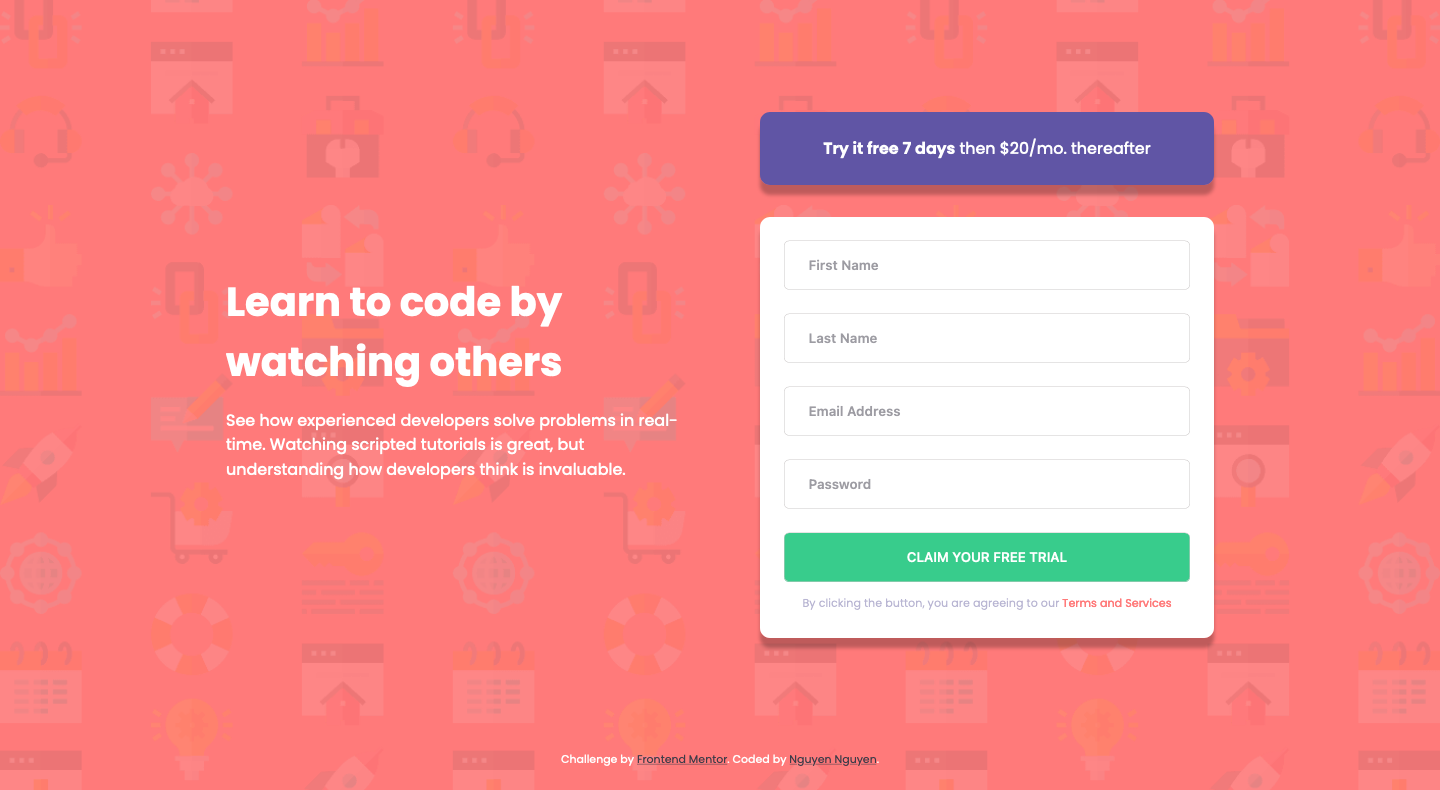 Try it free 7 days then $20/mo. thereafter
Learn to code by
watching others
See how experienced developers solve problems in real-
time. Watching scripted tutorials is great, but
understanding how developers think is invaluable.
First Name
Last Name
Email Address
Password
CLAIM YOUR FREE TRIAL
By clicking the button, you are agreeing to our Terms and Services
Challenge by Frontend Mentor. Coded by Nguyen Nguyen.